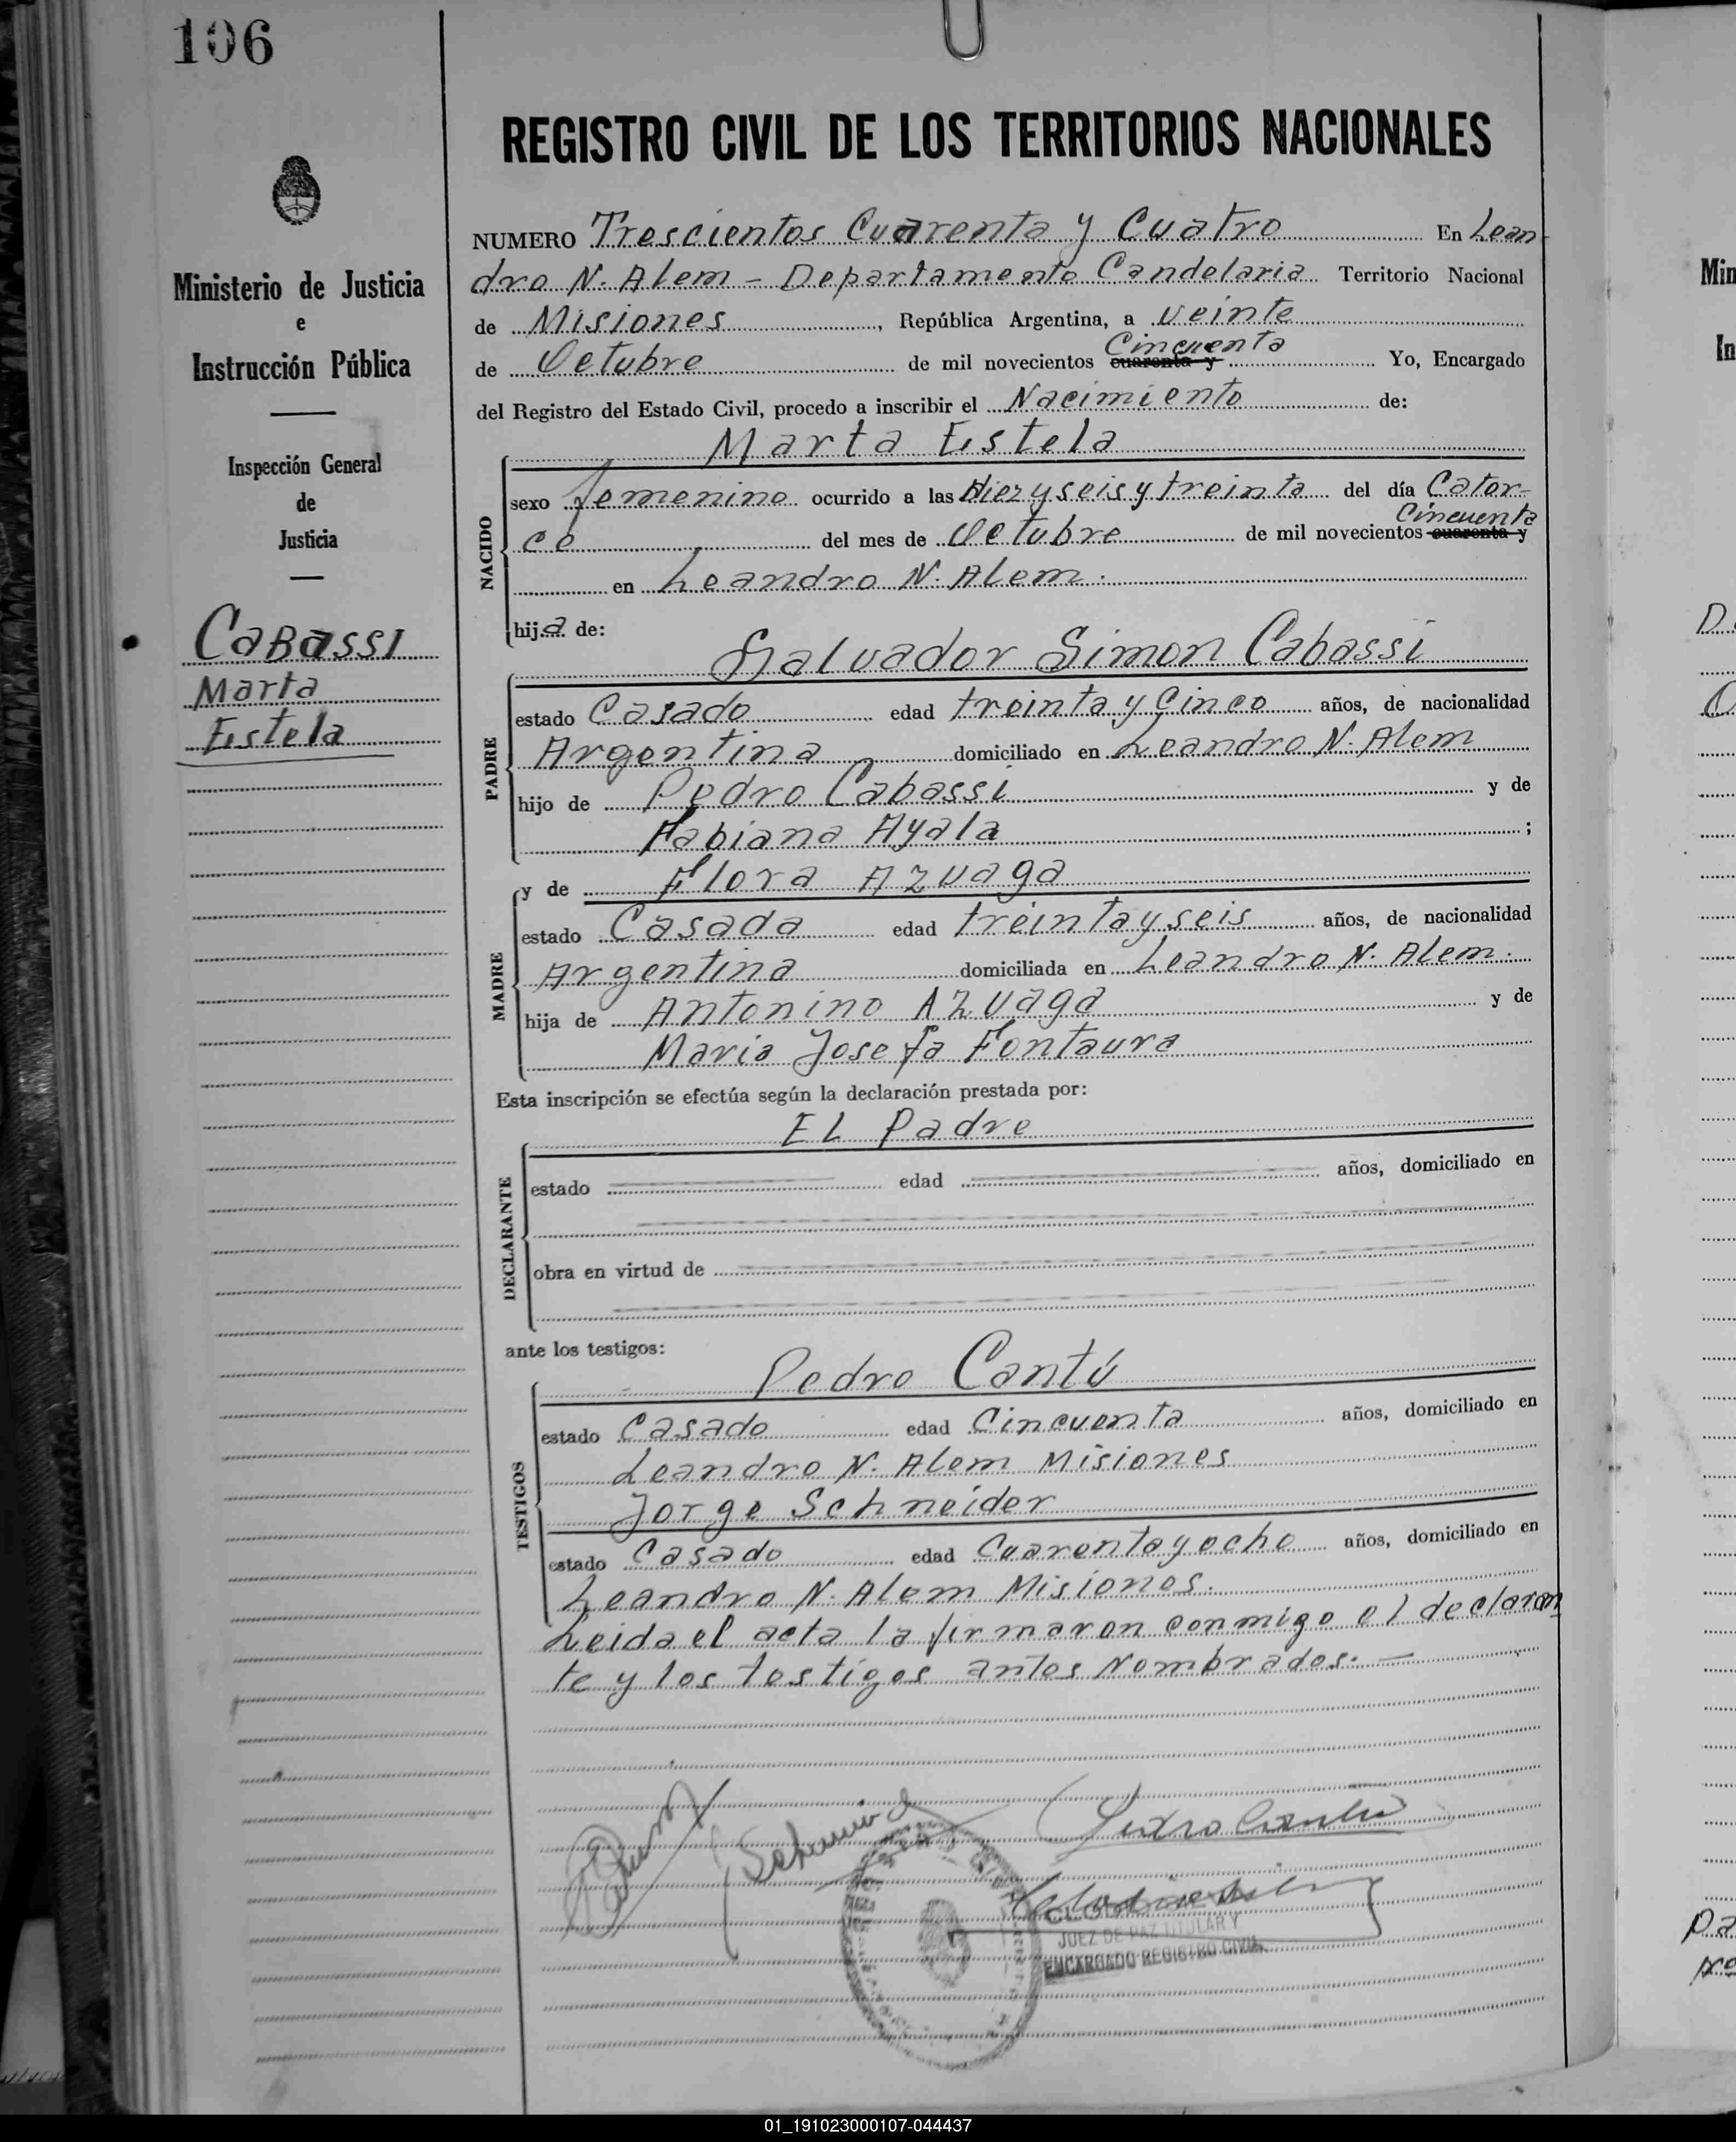 106
REGISTRO CIVIL DE LOS TERRITORIOS NACIONALES
Ministerio de Justicia
e
Instrucción Pública
Inspección General
de
Justicia
CABASSI
Marta
Estela
NUMERO Trescientos Cuarenta y Cuatro En Lean-
dro N. Alem - Departamento Candelaria Territorio Nacional
de Misiones, República Argentina, a veinte
de Octubre de mil novecientos cuarenta y Cincuenta Yo, Encargado
del Registro del Estado Civil, procedo a inscribir el Nacimiento de:
Marta Estela
NACIDO
sexo femenino ocurrido a las Diez y seis y treinta del día Cator-
ce del mes de Octubre de mil novecientos cuarenta y Cincuenta
en Leandro N. Alem.
hija de:
Salvador Simon Cabassi
PADRE
estado Casado edad treinta y Cinco años, de nacionalidad
Argentina domiciliado en Leandro N. Alem
hijo de Pedro Cabassi y de
Fabiana Ayala ;
y de Flora Azuaga
MADRE
estado Casada edad treinta y seis años, de nacionalidad
Argentina domiciliada en Leandro N. Alem.
hija de Antonino Azuaga y de
Maria Josefa Fontaura
Esta inscripción se efectúa según la declaración prestada por:
EL Padre
DECLARANTE
estado edad años, domiciliado en
obra en virtud de
ante los testigos:
Pedro Cantú
TESTIGOS
estado Casado edad Cincuenta años, domiciliado en
Leandro N. Alem Misiones
Jorge Schneider
estado Casado edad Cuarenta y ocho años, domiciliado en
Leandro N. Alem Misiones.
Leida el acta la firmaron conmigo el declaran
te y los testigos antes Nombrados. -
Pedro Cantú
JUEZ DE PAZ TITULAR Y
ENCARGADO REGISTRO CIVIL
01_191023000107-044437